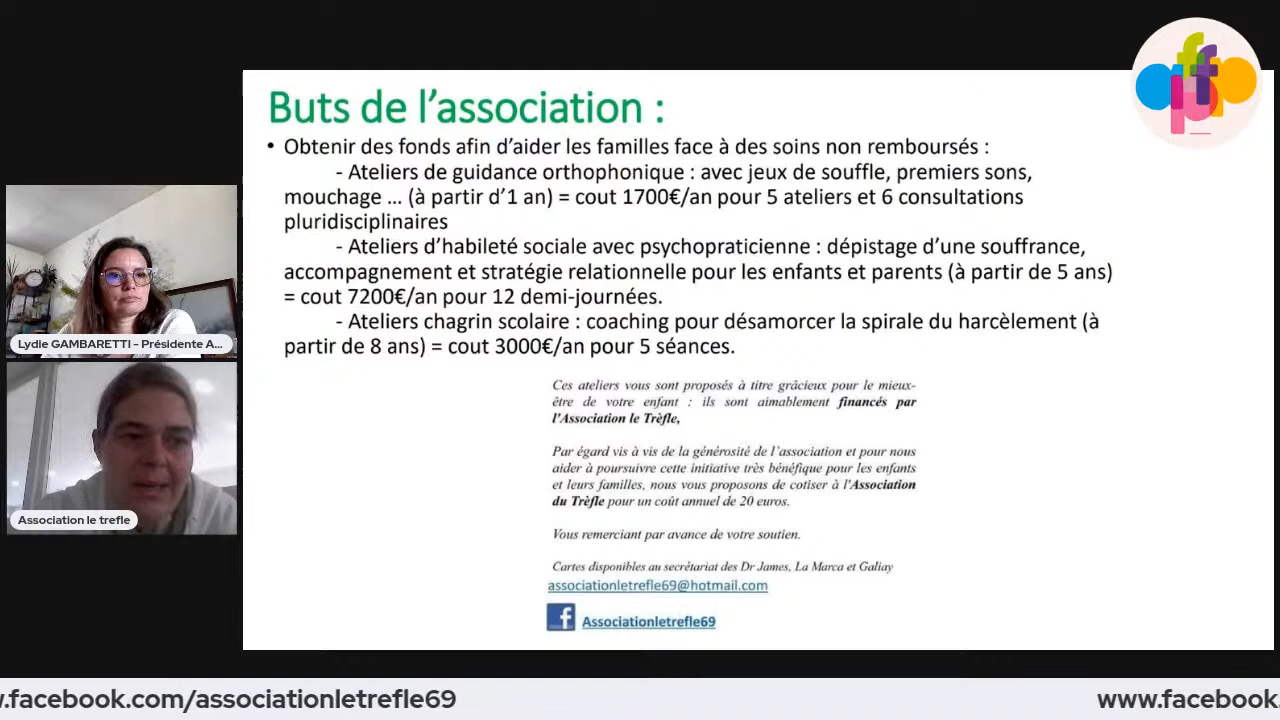 Buts de l’association :
• Obtenir des fonds afin d’aider les familles face à des soins non remboursés :
- Ateliers de guidance orthophonique : avec jeux de souffle, premiers sons,
mouchage ... (à partir d’1 an) = cout 1700€/an pour 5 ateliers et 6 consultations
pluridisciplinaires
- Ateliers d’habileté sociale avec psychopraticienne : dépistage d’une souffrance,
accompagnement et stratégie relationnelle pour les enfants et parents (à partir de 5 ans)
= cout 7200€/an pour 12 demi-journées.
- Ateliers chagrin scolaire : coaching pour désamorcer la spirale du harcèlement (à
partir de 8 ans) = cout 3000€/an pour 5 séances.
Ces ateliers vous sont proposés à titre grâcieux pour le mieux-
être de votre enfant : ils sont aimablement financés par
l'Association le Trèfle,
Par égard vis à vis de la générosité de l’association et pour nous
aider à poursuivre cette initiative très bénéfique pour les enfants
et leurs familles, nous vous proposons de cotiser à l'Association
du Trèfle pour un coût annuel de 20 euros.
Vous remerciant par avance de votre soutien.
Cartes disponibles au secrétariat des Dr James, La Marca et Galiay
associationletrefle69@hotmail.com
f Associationletrefle69
Lydie GAMBARETTI - Présidente A...
Association le trefle
.facebook.com/associationletrefle69
www.facebook.